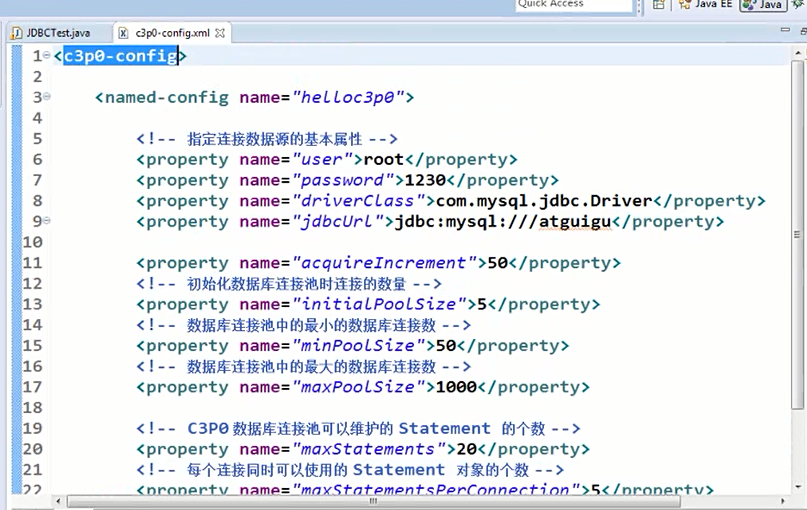 Quick Access
Java EE
Java
JDBCTest.java
c3p0-config.xml
1 <c3p0-config>
2
3 <named-config name="helloc3p0">
4
5 <!-- 指定连接数据源的基本属性 -->
6 <property name="user">root</property>
7 <property name="password">1230</property>
8 <property name="driverClass">com.mysql.jdbc.Driver</property>
9 <property name="jdbcUrl">jdbc:mysql:///atguigu</property>
10
11 <property name="acquireIncrement">50</property>
12 <!-- 初始化数据库连接池时连接的数量 -->
13 <property name="initialPoolSize">5</property>
14 <!-- 数据库连接池中的最小的数据库连接数 -->
15 <property name="minPoolSize">50</property>
16 <!-- 数据库连接池中的最大的数据库连接数 -->
17 <property name="maxPoolSize">1000</property>
18
19 <!-- C3P0 数据库连接池可以维护的 Statement 的个数 -->
20 <property name="maxStatements">20</property>
21 <!-- 每个连接同时可以使用的 Statement 对象的个数 -->
22 <property name="maxStatementsPerConnection">5</property>